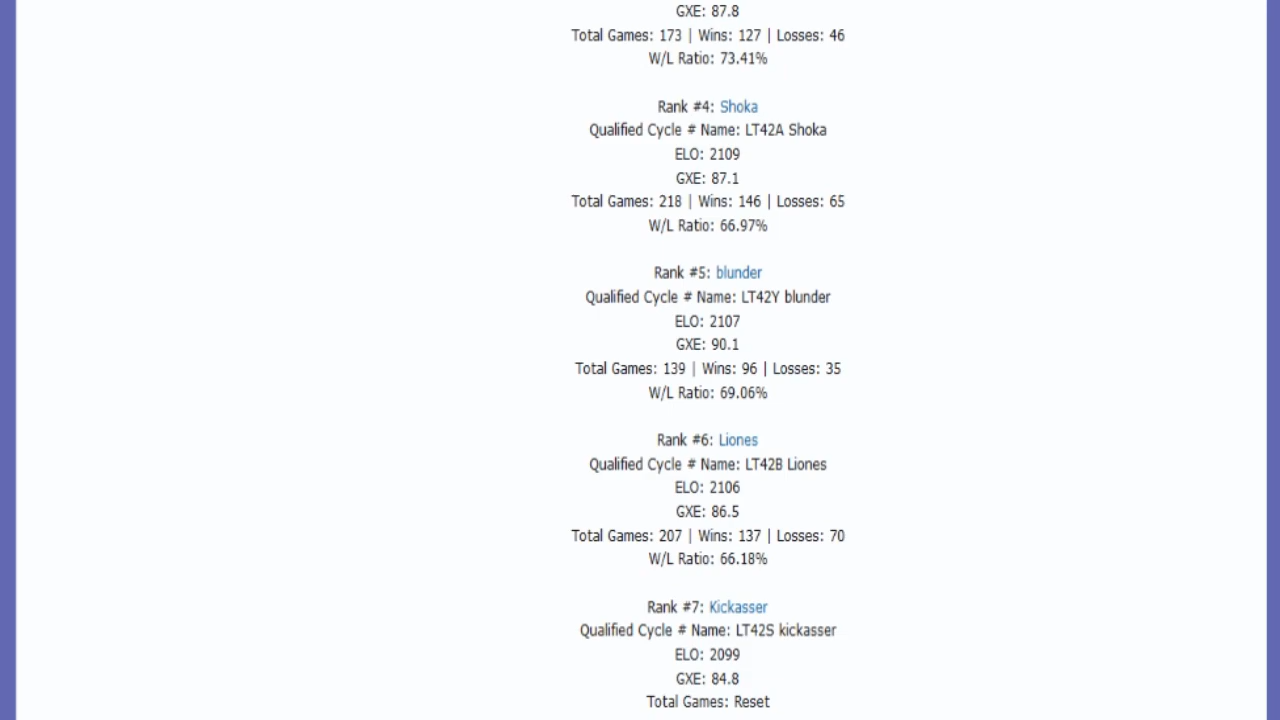 GXE: 87.8
Total Games: 173 | Wins: 127 | Losses: 46
W/L Ratio: 73.41%
Rank #4: Shoka
Qualified Cycle # Name: LT42A Shoka
ELO: 2109
GXE: 87.1
Total Games: 218 | Wins: 146 | Losses: 65
W/L Ratio: 66.97%
Rank #5: blunder
Qualified Cycle # Name: LT42Y blunder
ELO: 2107
GXE: 90.1
Total Games: 139 | Wins: 96 | Losses: 35
W/L Ratio: 69.06%
Rank #6: Liones
Qualified Cycle # Name: LT42B Liones
ELO: 2106
GXE: 86.5
Total Games: 207 | Wins: 137 | Losses: 70
W/L Ratio: 66.18%
Rank #7: Kickasser
Qualified Cycle # Name: LT42S kickasser
ELO: 2099
GXE: 84.8
Total Games: Reset